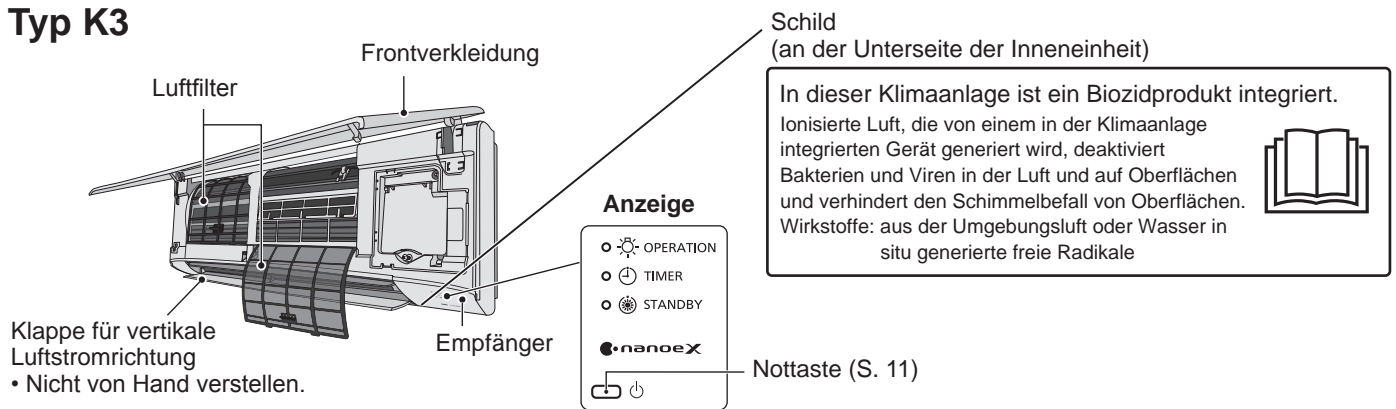 Typ K3
Luftfilter
Frontverkleidung
Klappe für vertikale
Luftstromrichtung
• Nicht von Hand verstellen.
Empfänger
Anzeige
OPERATION
TIMER
STANDBY
nanoeX
Nottaste (S. 11)
Schild
(an der Unterseite der Inneneinheit)
In dieser Klimaanlage ist ein Biozidprodukt integriert.
Ionisierte Luft, die von einem in der Klimaanlage
integrierten Gerät generiert wird, deaktiviert
Bakterien und Viren in der Luft und auf Oberflächen
und verhindert den Schimmelbefall von Oberflächen.
Wirkstoffe: aus der Umgebungsluft oder Wasser in
situ generierte freie Radikale